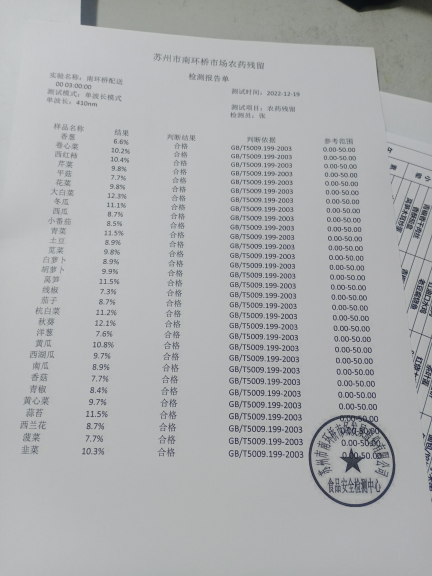 苏州市南环桥市场农药残留
检测报告单
实验名称：南环桥配送
00:03:00:00
测试模式：单波长模式
单波长：410nm
测试时间：2022-12-19
测试项目：农药残留
检测员：张
样品名称 结果 判断结果 判断依据 参考范围
香葱 6.6% 合格 GB/T5009.199-2003 0.00-50.00
卷心菜 10.2% 合格 GB/T5009.199-2003 0.00-50.00
西红柿 10.4% 合格 GB/T5009.199-2003 0.00-50.00
芹菜 9.8% 合格 GB/T5009.199-2003 0.00-50.00
平菇 7.7% 合格 GB/T5009.199-2003 0.00-50.00
花菜 9.8% 合格 GB/T5009.199-2003 0.00-50.00
大白菜 12.3% 合格 GB/T5009.199-2003 0.00-50.00
冬瓜 11.1% 合格 GB/T5009.199-2003 0.00-50.00
西瓜 8.7% 合格 GB/T5009.199-2003 0.00-50.00
小番茄 8.5% 合格 GB/T5009.199-2003 0.00-50.00
青菜 11.5% 合格 GB/T5009.199-2003 0.00-50.00
土豆 8.9% 合格 GB/T5009.199-2003 0.00-50.00
苋菜 9.8% 合格 GB/T5009.199-2003 0.00-50.00
白萝卜 8.9% 合格 GB/T5009.199-2003 0.00-50.00
胡萝卜 9.9% 合格 GB/T5009.199-2003 0.00-50.00
莴笋 11.5% 合格 GB/T5009.199-2003 0.00-50.00
线椒 7.3% 合格 GB/T5009.199-2003 0.00-50.00
茄子 8.7% 合格 GB/T5009.199-2003 0.00-50.00
杭白菜 11.2% 合格 GB/T5009.199-2003 0.00-50.00
秋葵 12.1% 合格 GB/T5009.199-2003 0.00-50.00
洋葱 7.6% 合格 GB/T5009.199-2003 0.00-50.00
黄瓜 10.8% 合格 GB/T5009.199-2003 0.00-50.00
西湖瓜 9.7% 合格 GB/T5009.199-2003 0.00-50.00
南瓜 8.9% 合格 GB/T5009.199-2003 0.00-50.00
香菇 7.7% 合格 GB/T5009.199-2003 0.00-50.00
青椒 8.4% 合格 GB/T5009.199-2003 0.00-50.00
黄心菜 9.7% 合格 GB/T5009.199-2003 0.00-50.00
蒜苔 11.5% 合格 GB/T5009.199-2003 0.00-50.00
西兰花 8.7% 合格 GB/T5009.199-2003 0.00-50.00
菠菜 7.7% 合格 GB/T5009.199-2003 0.00-50.00
韭菜 10.3% 合格 GB/T5009.199-2003 0.00-50.00
食品安全检测中心